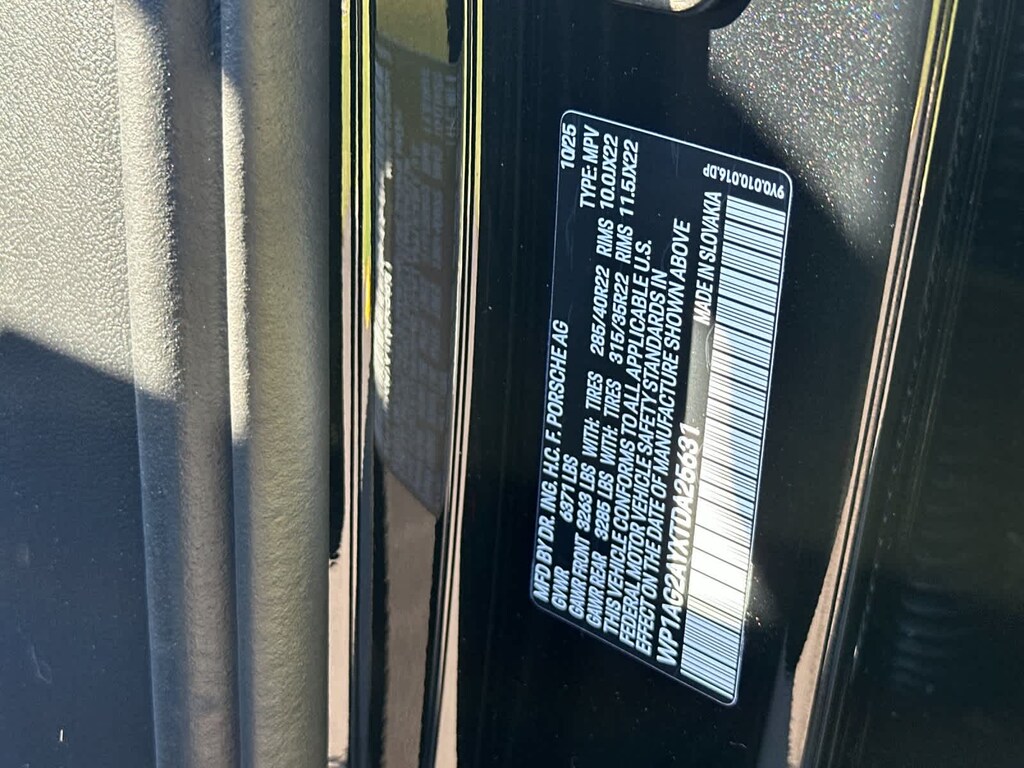 MFD BY DR. ING. H.C. F. PORSCHE AG 10/25
GVWR 6371 LBS TYPE: MPV
GAWR FRONT 3263 LBS WITH: TIRES 285/40R22 RIMS 10.0JX22
GAWR REAR 3285 LBS WITH: TIRES 315/35R22 RIMS 11.5JX22
THIS VEHICLE CONFORMS TO ALL APPLICABLE U.S.
FEDERAL MOTOR VEHICLE SAFETY STANDARDS IN
EFFECT ON THE DATE OF MANUFACTURE SHOWN ABOVE
WP1AG2AYXTDA25631 MADE IN SLOVAKIA
9Y0.010.016.DP